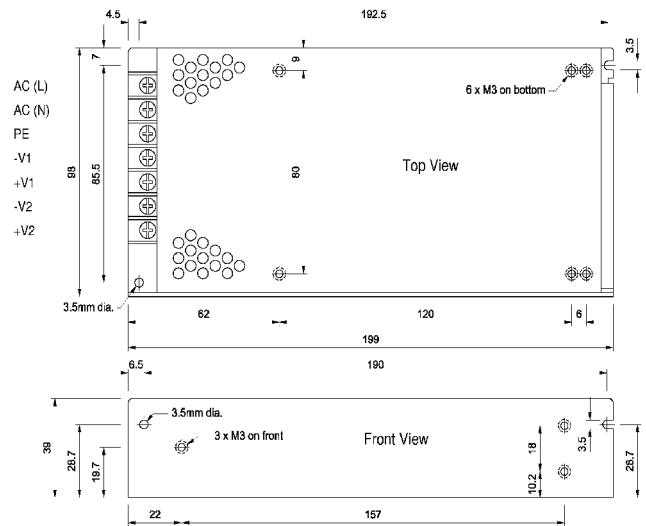 4.5
192.5
7
9
3.5
AC (L)
AC (N)
PE
-V1
+V1
-V2
+V2
6 x M3 on bottom
98
85.5
80
Top View
3.5mm dia.
62
120
6
199
6.5
190
3.5mm dia.
3 x M3 on front
Front View
39
28.7
19.7
18
10.2
3.5
28.7
22
157